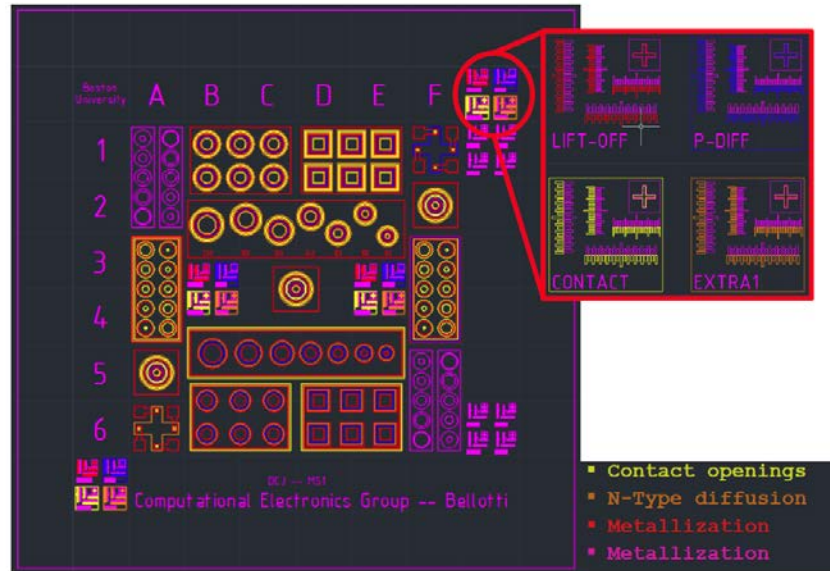 Boston
University
A B C D E F
1
2
3
4
5
6
LIFT-OFF P-DIFF
CONTACT EXTRA1
DCJ -- MS1
Computational Electronics Group -- Bellotti
▪ Contact openings
▪ N-Type diffusion
▪ Metallization
▪ Metallization